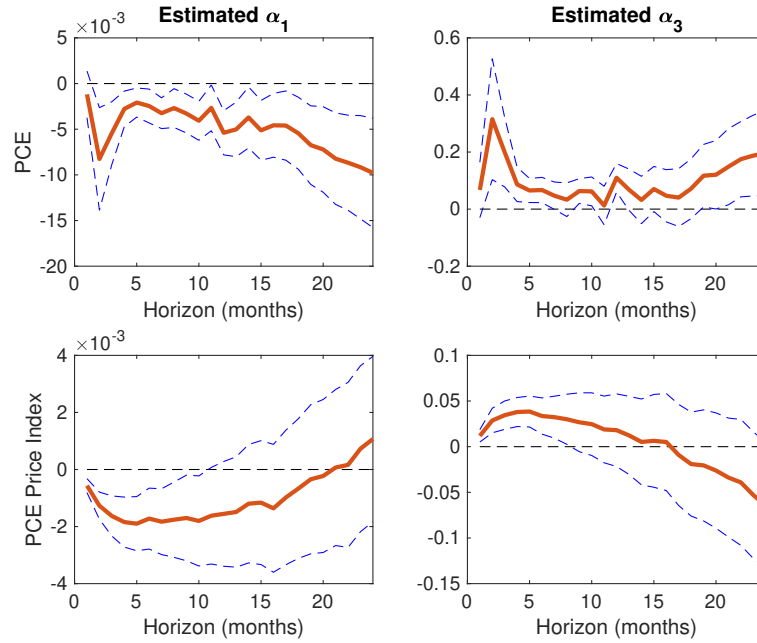 Estimated α1
×10-3
5
0
-5
-10
-15
-20
PCE
0 5 10 15 20
Horizon (months)
Estimated α3
0.6
0.4
0.2
0
-0.2
0 5 10 15 20
Horizon (months)
×10-3
4
2
0
-2
-4
PCE Price Index
0 5 10 15 20
Horizon (months)
0.1
0.05
0
-0.05
-0.1
-0.15
0 5 10 15 20
Horizon (months)